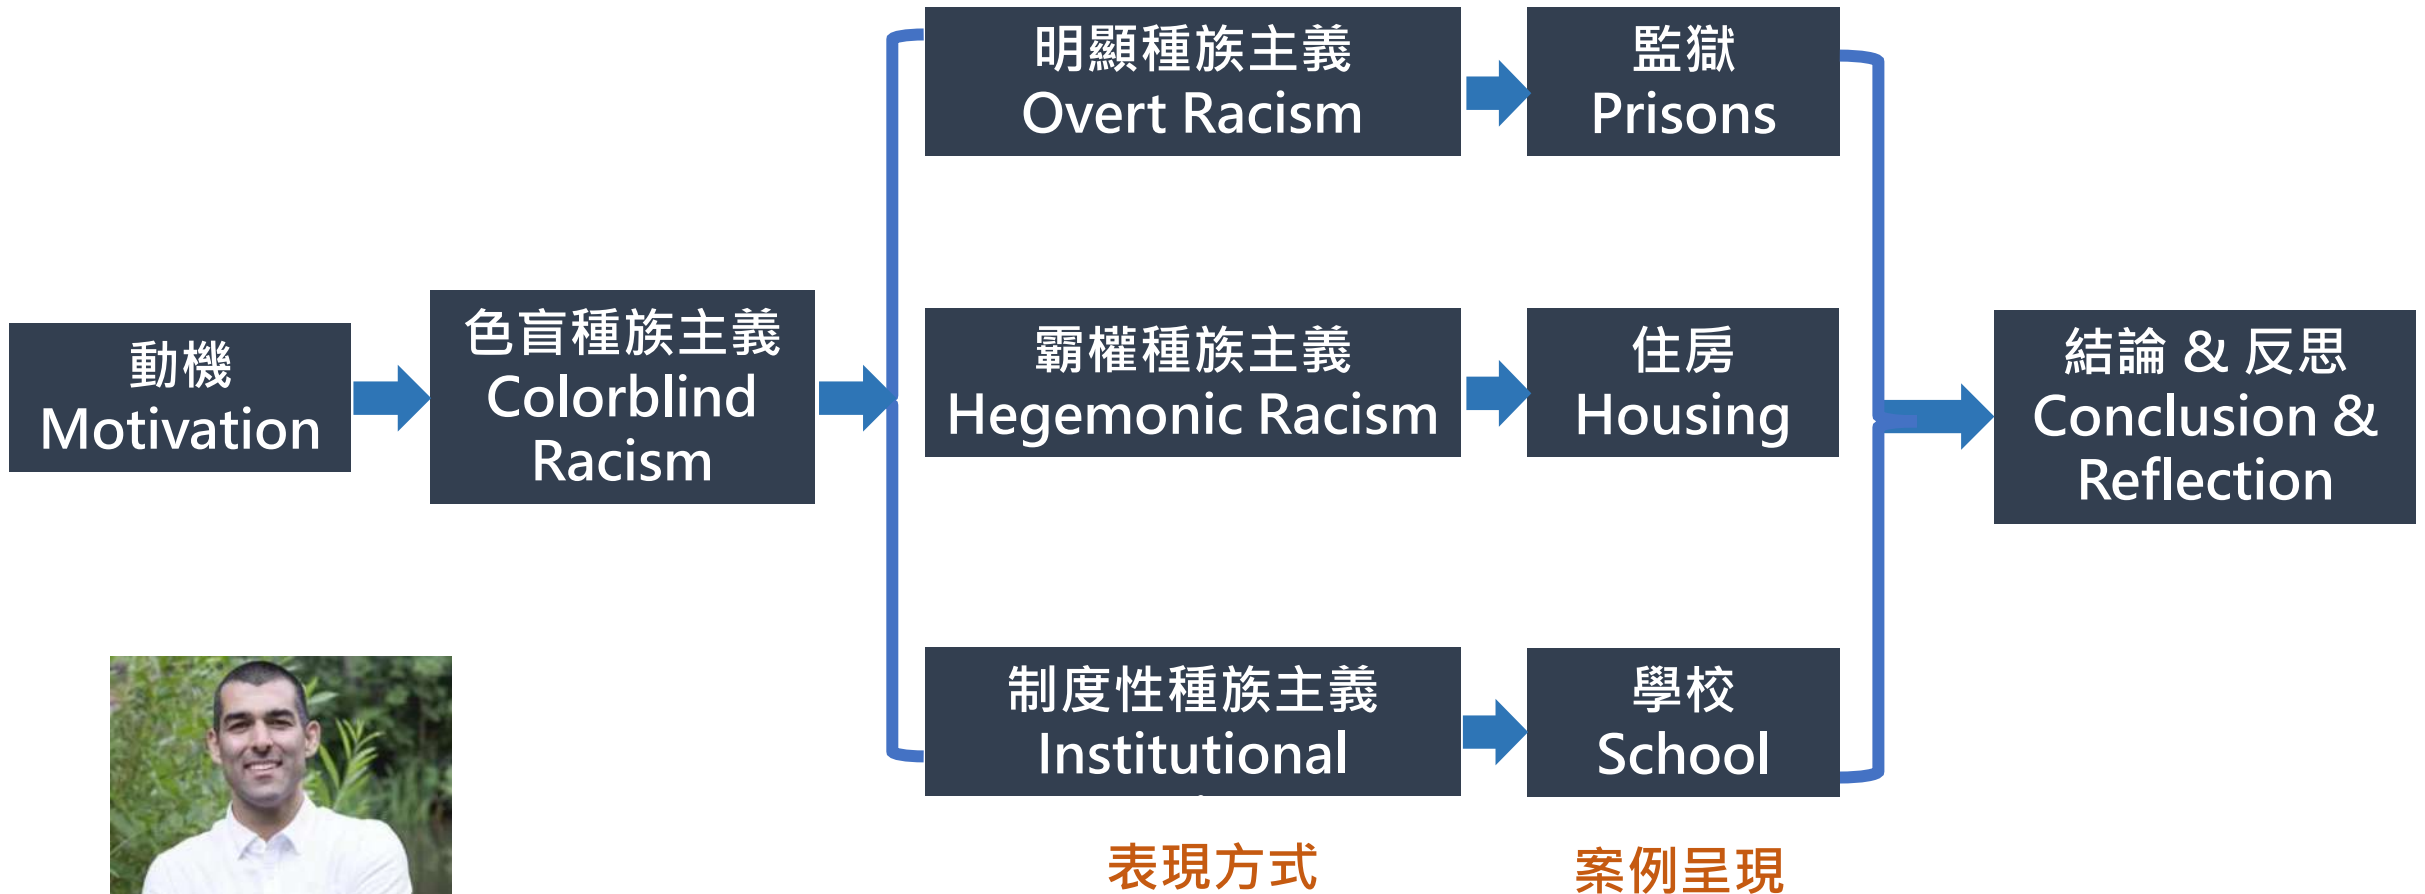 動機
Motivation
色盲種族主義
Colorblind
Racism
明顯種族主義
Overt Racism
監獄
Prisons
霸權種族主義
Hegemonic Racism
住房
Housing
制度性種族主義
Institutional
學校
School
結論 & 反思
Conclusion &
Reflection
表現方式
案例呈現